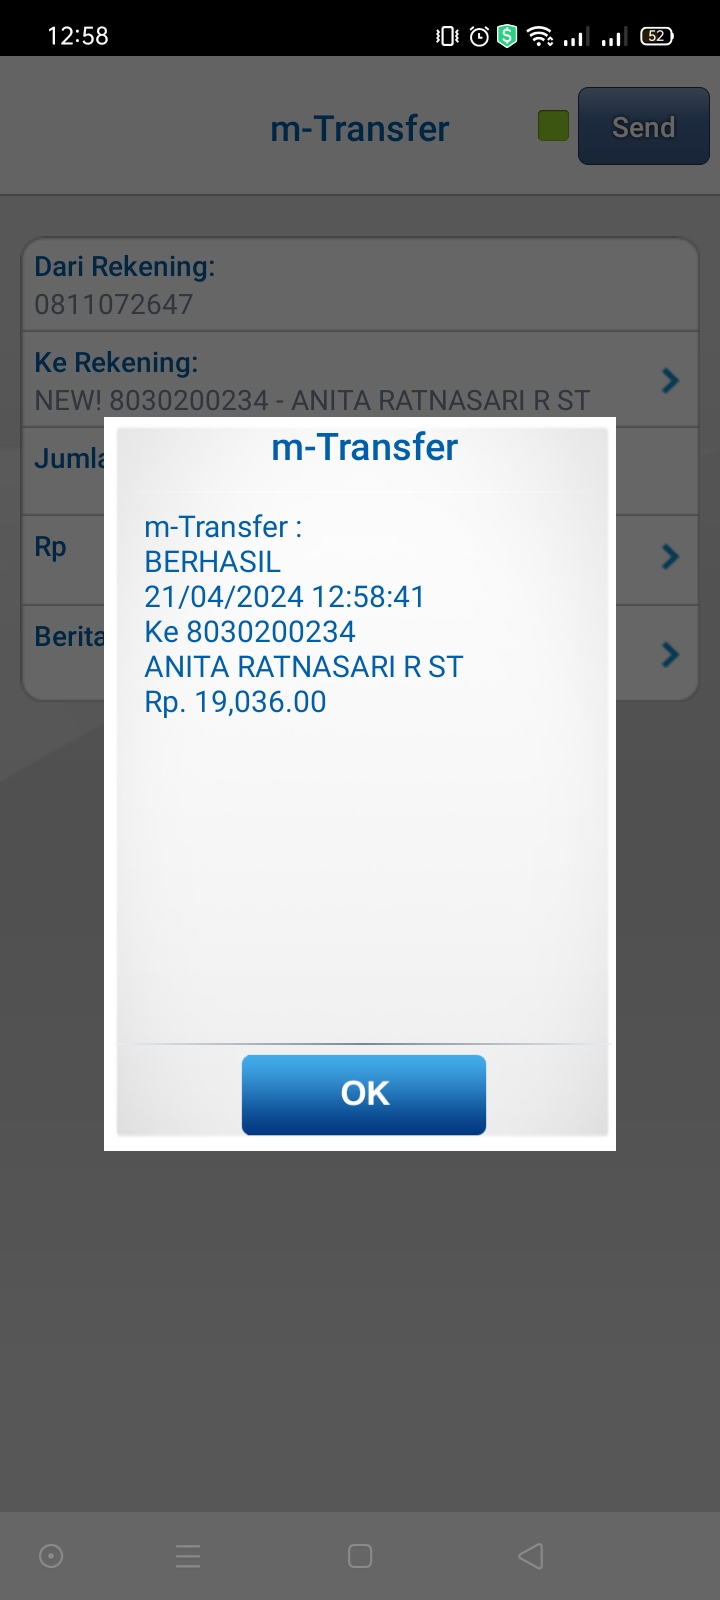 12:58
52
m-Transfer
Send
Dari Rekening:
0811072647
Ke Rekening:
NEW! 8030200234 - ANITA RATNASARI R ST
Jumla
Rp
Berita
m-Transfer
m-Transfer :
BERHASIL
21/04/2024 12:58:41
Ke 8030200234
ANITA RATNASARI R ST
Rp. 19,036.00
OK